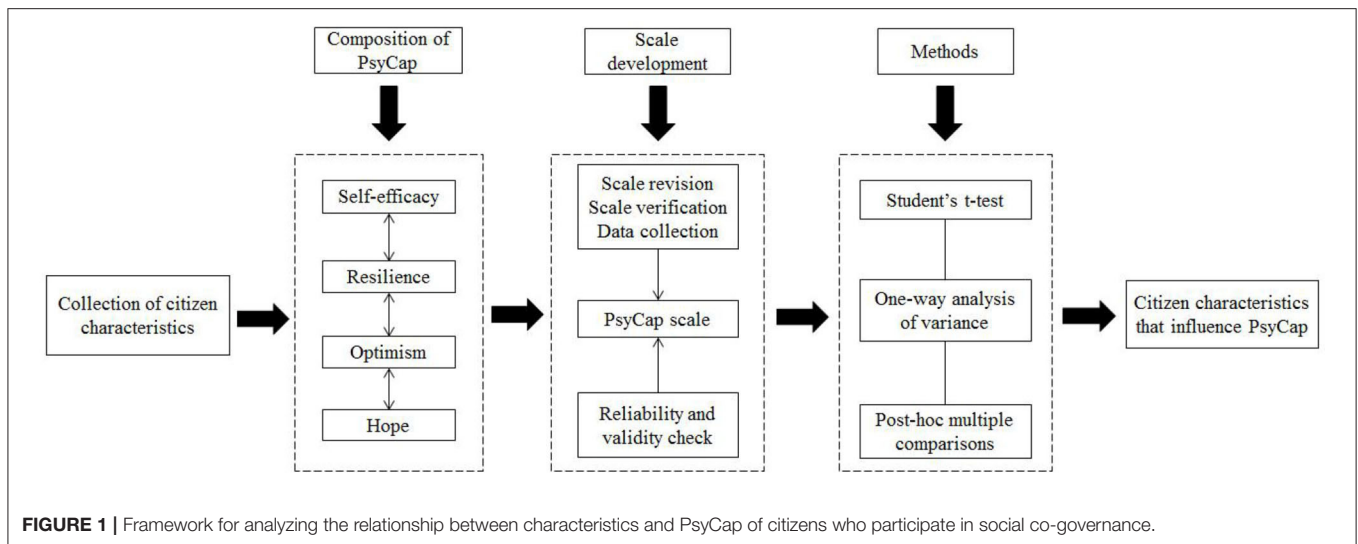 Composition of
PsyCap
Scale
development
Methods
Collection of citizen
characteristics
Self-efficacy
Resilience
Optimism
Hope
Scale revision
Scale verification
Data collection
PsyCap scale
Reliability and
validity check
Student's t-test
One-way analysis
of variance
Post-hoc multiple
comparisons
Citizen characteristics
that influence PsyCap
FIGURE 1 | Framework for analyzing the relationship between characteristics and PsyCap of citizens who participate in social co-governance.